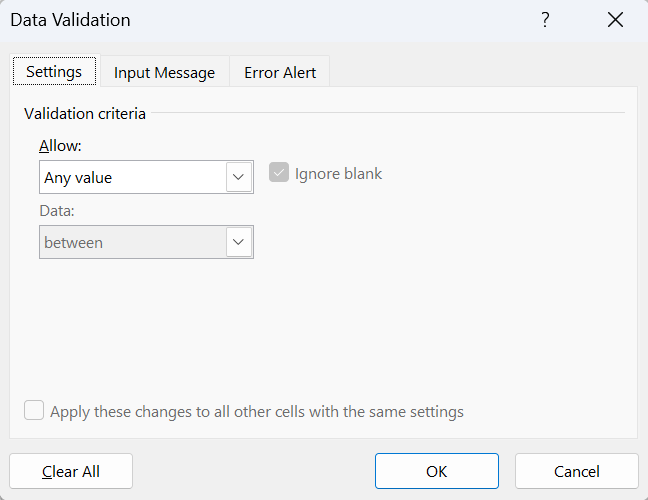 Data Validation ?
Settings Input Message Error Alert
Validation criteria
Allow:
Any value Ignore blank
Data:
between
Apply these changes to all other cells with the same settings
Clear All OK Cancel